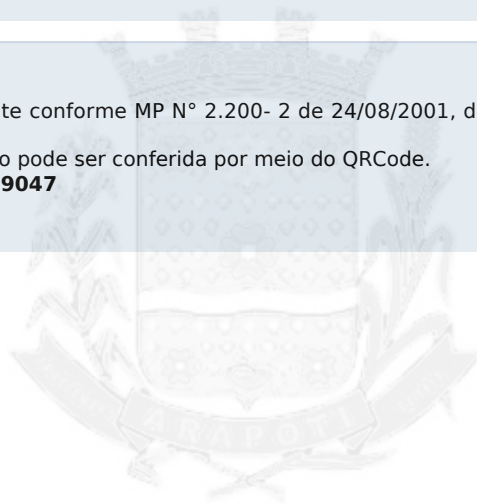 te conforme MP N° 2.200- 2 de 24/08/2001, d
o pode ser conferida por meio do QRCode.
9047
ARAPOTI